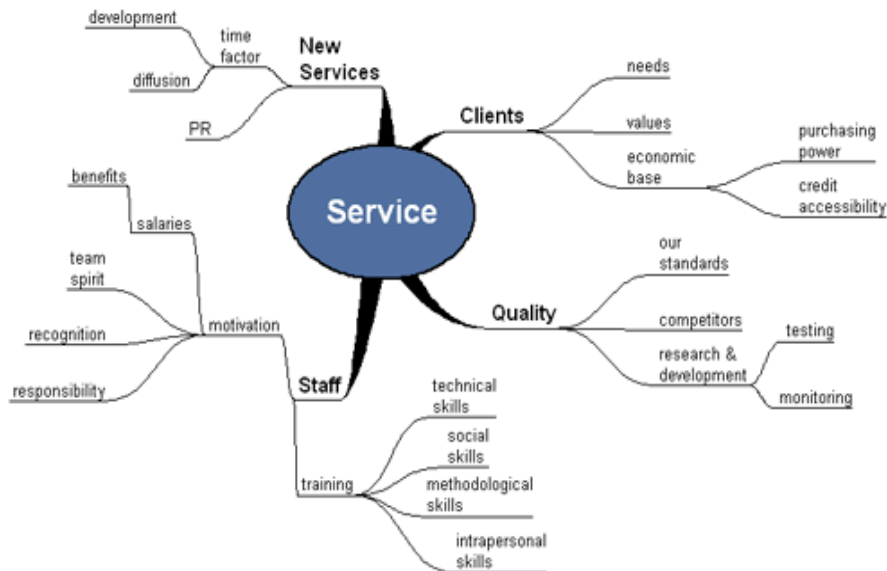 development
time
factor
diffusion
PR
New
Services
Clients
needs
values
economic
base
purchasing
power
credit
accessibility
Service
benefits
salaries
team
spirit
recognition
responsibility
motivation
Staff
training
technical
skills
social
skills
methodological
skills
intrapersonal
skills
Quality
our
standards
competitors
research &
development
testing
monitoring